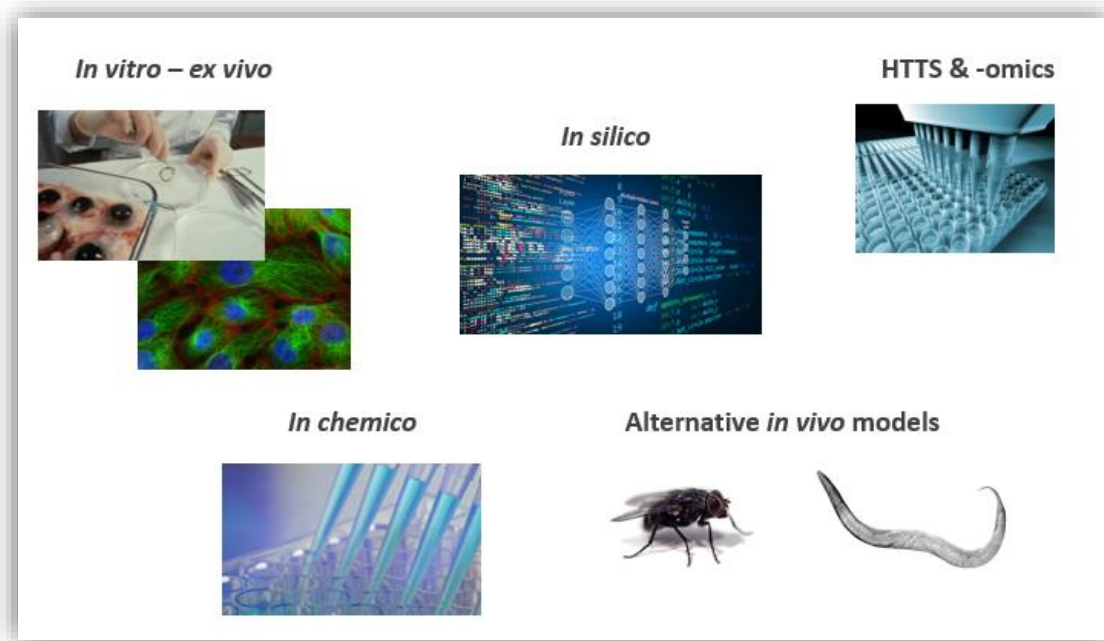 In vitro – ex vivo
HTTS & -omics
In silico
In chemico
Alternative in vivo models